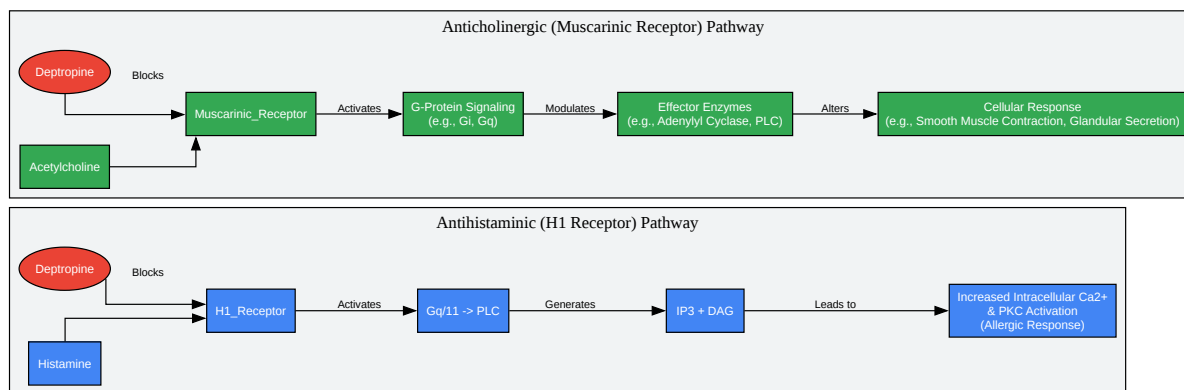 Anticholinergic (Muscarinic Receptor) Pathway
Deptropine
Blocks
Muscarinic_Receptor
Activates
G-Protein Signaling
(e.g., Gi, Gq)
Modulates
Effector Enzymes
(e.g., Adenylyl Cyclase, PLC)
Alters
Cellular Response
(e.g., Smooth Muscle Contraction, Glandular Secretion)
Acetylcholine
Antihistaminic (H1 Receptor) Pathway
Deptropine
Blocks
H1_Receptor
Activates
Gq/11 -> PLC
Generates
IP3 + DAG
Leads to
Increased Intracellular Ca2+
& PKC Activation
(Allergic Response)
Histamine